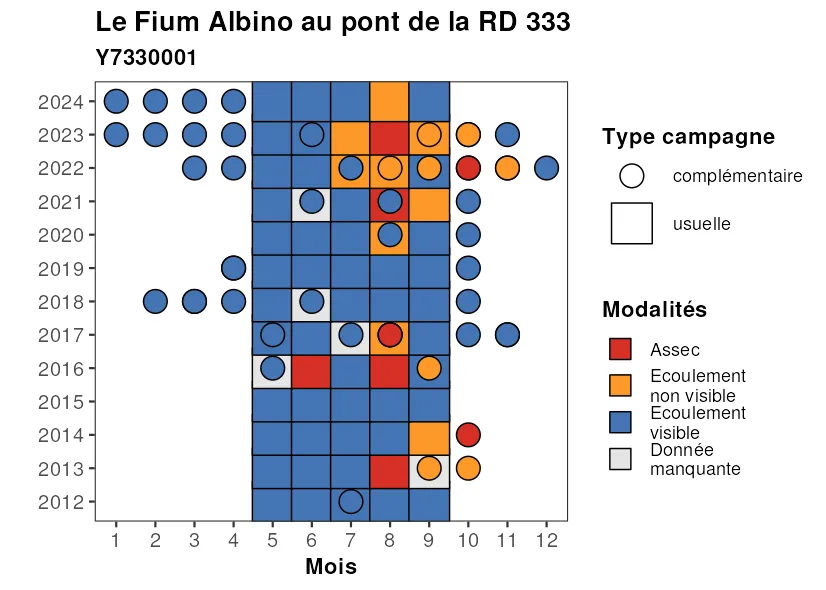 Le Fium Albino au pont de la RD 333
Y7330001
2024
2023
2022
2021
2020
2019
2018
2017
2016
2015
2014
2013
2012
1 2 3 4 5 6 7 8 9 10 11 12
Mois
Type campagne
complémentaire
usuelle
Modalités
Assec
Ecoulement
non visible
Ecoulement
visible
Donnée
manquante